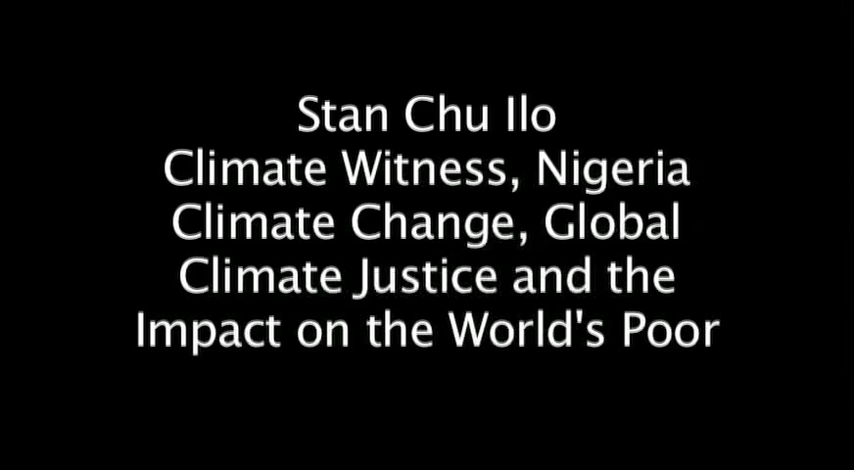 Stan Chu Ilo
Climate Witness, Nigeria
Climate Change, Global
Climate Justice and the
Impact on the World's Poor